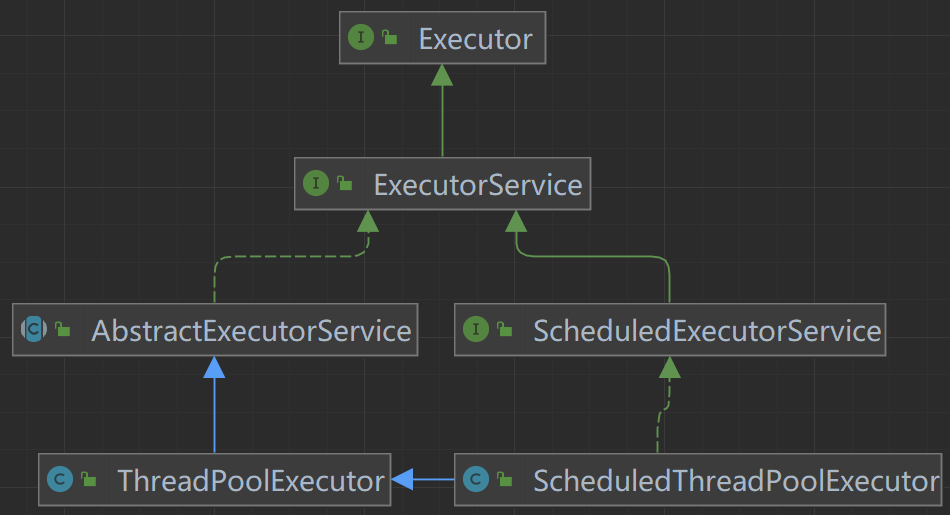 I Executor
I ExecutorService
C AbstractExecutorService
I ScheduledExecutorService
C ThreadPoolExecutor
C ScheduledThreadPoolExecutor